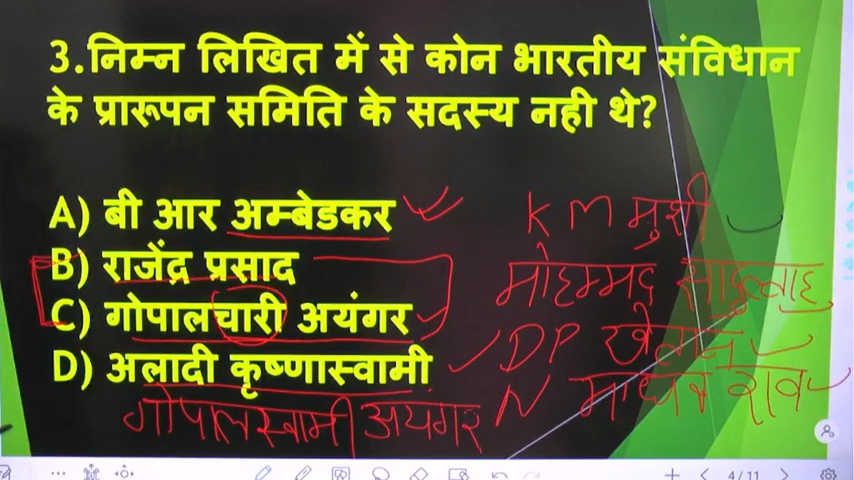 3.निम्न लिखित में से कोन भारतीय संविधान
के प्रारूपन समिति के सदस्य नही थे?
A) बी आर अम्बेडकर
B) राजेंद्र प्रसाद
C) गोपालचारी अयंगर
D) अलादी कृष्णास्वामी
K M मुंशी
मोहम्मद सादुल्लाह
DP खेतान
N माधव राव
गोपालस्वामी अयंगर
4/11